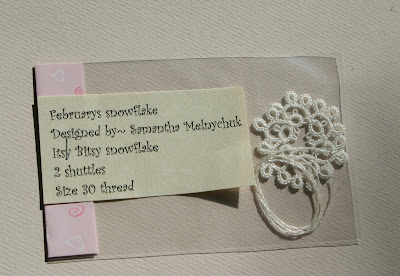 Februarys snowflake
Designed by~ Samantha Melnychuk
Itsy Bitsy snowflake
2 shuttles
Size 30 thread